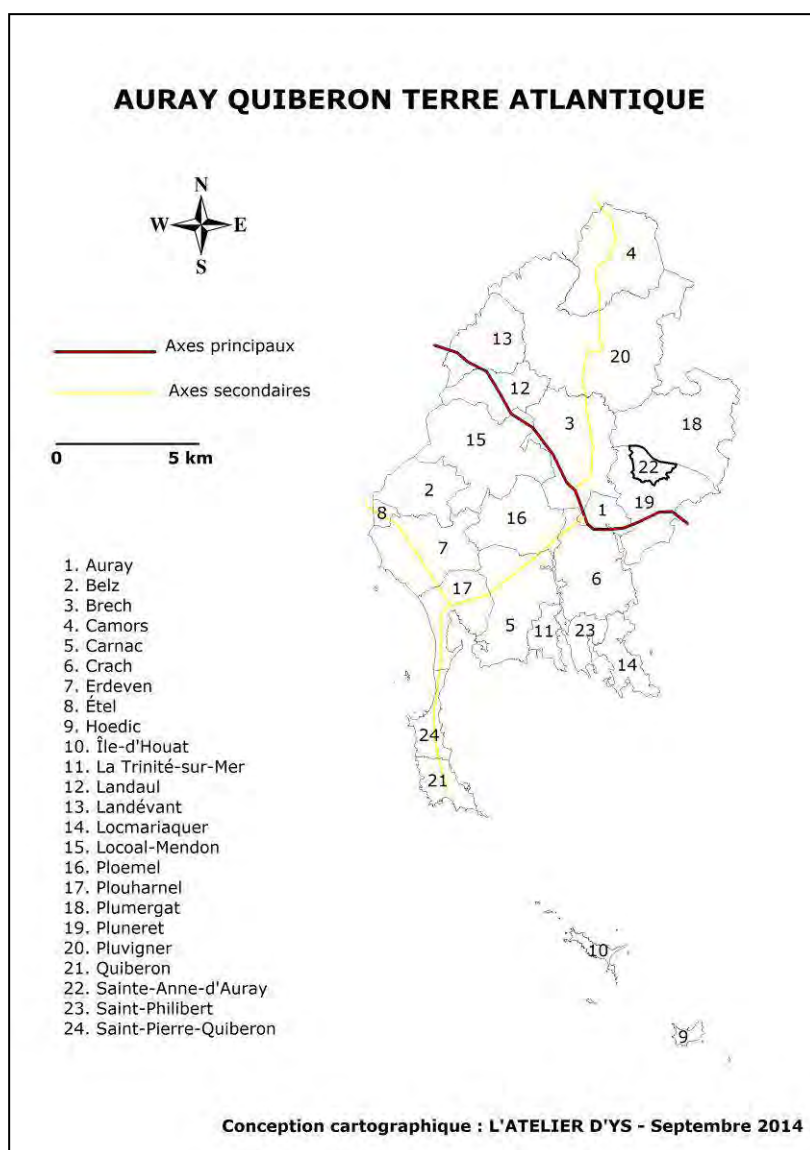 AURAY QUIBERON TERRE ATLANTIQUE
N
W E
S
Axes principaux
Axes secondaires
0 5 km
4
13
20
12
3
18
15
22
2
19
8
16
1
7
6
17
5
11
23
14
24
21
10
9
1. Auray
2. Belz
3. Brech
4. Camors
5. Carnac
6. Crach
7. Erdeven
8. Étel
9. Hoedic
10. Île-d'Houat
11. La Trinité-sur-Mer
12. Landaul
13. Landévant
14. Locmariaquer
15. Locoal-Mendon
16. Ploemel
17. Plouharnel
18. Plumergat
19. Pluneret
20. Pluvigner
21. Quiberon
22. Sainte-Anne-d'Auray
23. Saint-Philibert
24. Saint-Pierre-Quiberon
Conception cartographique : L'ATELIER D'YS - Septembre 2014